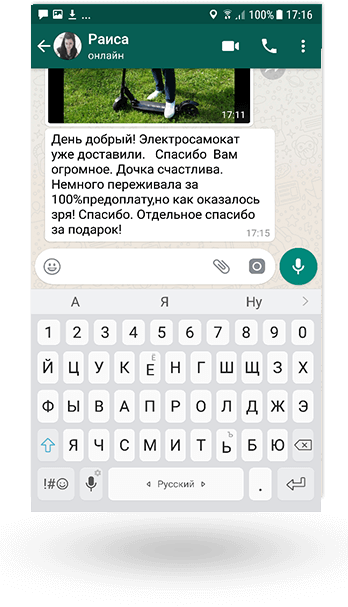 ... 100% 17:16
Раиса
онлайн
17:11
День добрый! Электросамокат
уже доставили. Спасибо Вам
огромное. Дочка счастлива.
Немного переживала за
100%предоплату,но как оказалось
зря! Спасибо. Отдельное спасибо
за подарок!
17:15
А Я Ну
1 2 3 4 5 6 7 8 9 0
Й Ц У К Е Ё Н Г Ш Щ З Х
Ф Ы В А П Р О Л Д Ж Э
Я Ч С М И Т Ь Ъ Б Ю
!#☺ Русский .